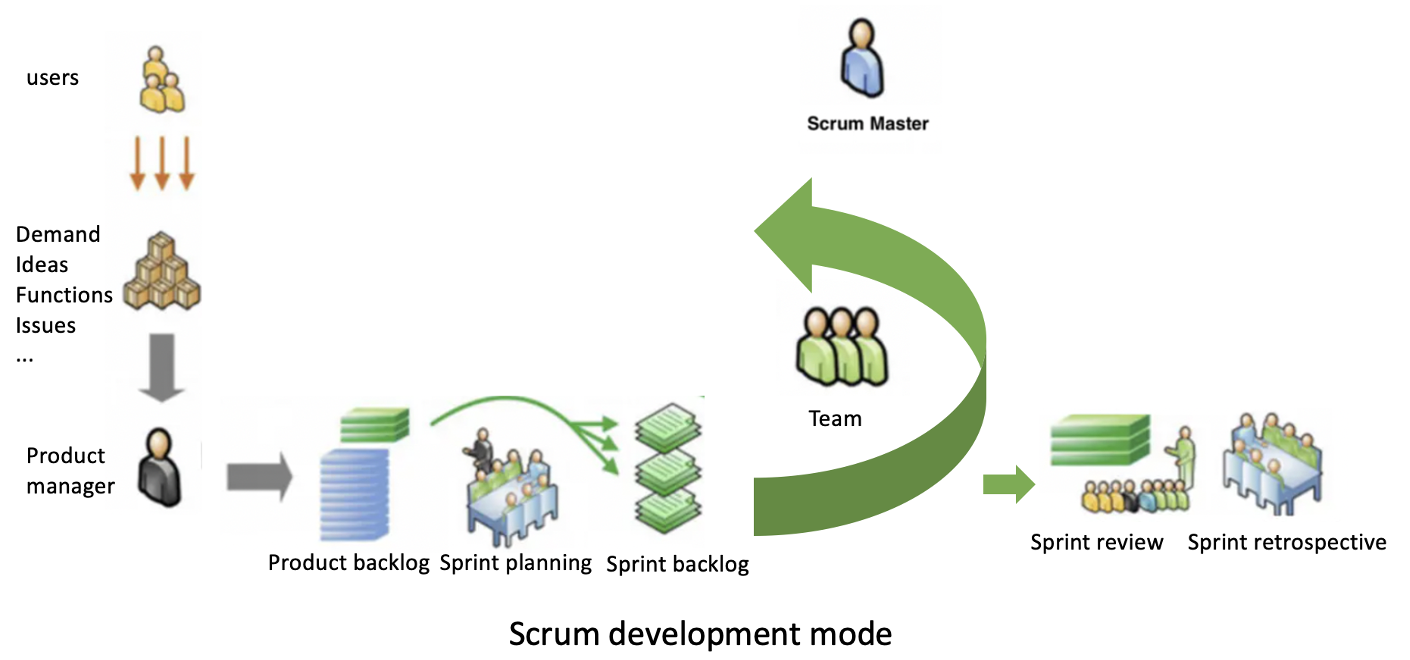 users
Demand
Ideas
Functions
Issues
...
Product
manager
Scrum Master
Team
Product backlog
Sprint planning
Sprint backlog
Sprint review
Sprint retrospective
Scrum development mode